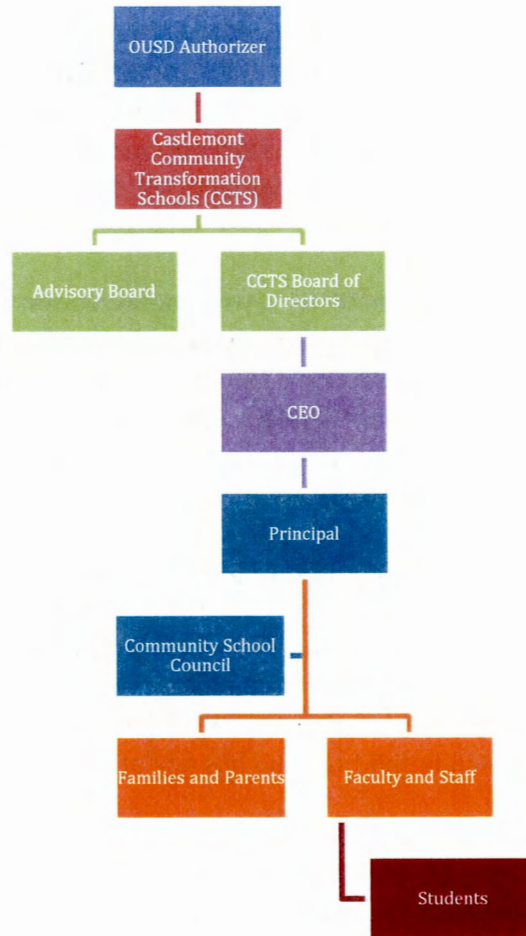 OUSD Authorizer
Castlemont
Community
Transformation
Schools (CCTS)
Advisory Board
CCTS Board of
Directors
CEO
Principal
Community School
Council
Families and Parents
Faculty and Staff
Students